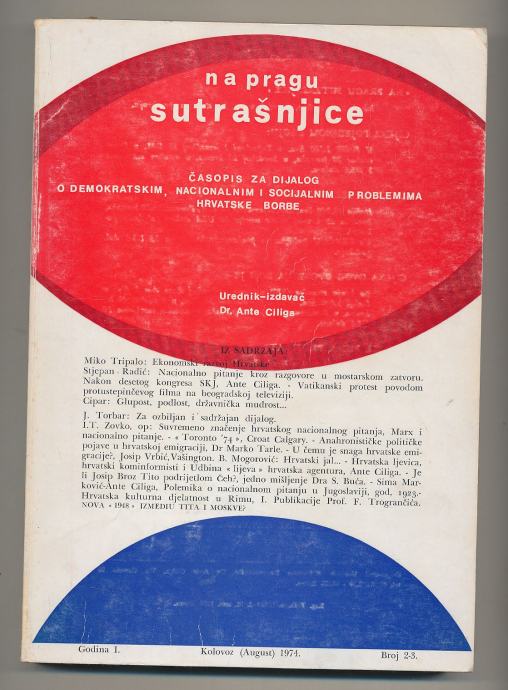 na pragu
sutrašnjice
ČASOPIS ZA DIJALOG
O DEMOKRATSKIM, NACIONALNIM I SOCIJALNIM PROBLEMIMA
HRVATSKE BORBE
Urednik–izdavač
Dr. Ante Ciliga
IZ SADRŽAJA:
Miko Tripalo: Ekonomski razvoj Hrvatske
Stjepan Radić: Nacionalno pitanje kroz razgovore u mostarskom zatvoru.
Nakon desetog kongresa SKJ, Ante Ciliga. - Vatikanski protest povodom
protustepinčevog filma na beogradskoj televiziji.
Cipar: Glupost, podlost, državnička mudrost...
J. Torbar: Za ozbiljan i sadržajan dijalog.
I.T. Zovko, op: Suvremeno značenje hrvatskog nacionalnog pitanja, Marx i
nacionalno pitanje. - « Toronto '74 », Croat Calgary. - Anahronističke političke
pojave u hrvatskoj emigraciji, Dr Marko Tarle. - U čemu je snaga hrvatske emi-
gracije?, Josip Vrbić, Vašington. B. Mogorović: Hrvatski jal... - Hrvatska ljevica,
hrvatski kominformisti i Udbina « lijeva » hrvatska agentura, Ante Ciliga. - Je
li Josip Broz Tito podrijetlom Čeh?, jedno mišljenje Dra S. Buća. - Sima Mar-
ković-Ante Ciliga, Polemika o nacionalnom pitanju u Jugoslaviji, god, 1923.-
Hrvatska kulturna djelatnost u Rimu, I. Publikacije Prof. F. Trogrančića.
NOVA « 1948 » IZMEDIU TITA I MOSKVE?
Godina I. Kolovoz (August) 1974. Broj 2-3.